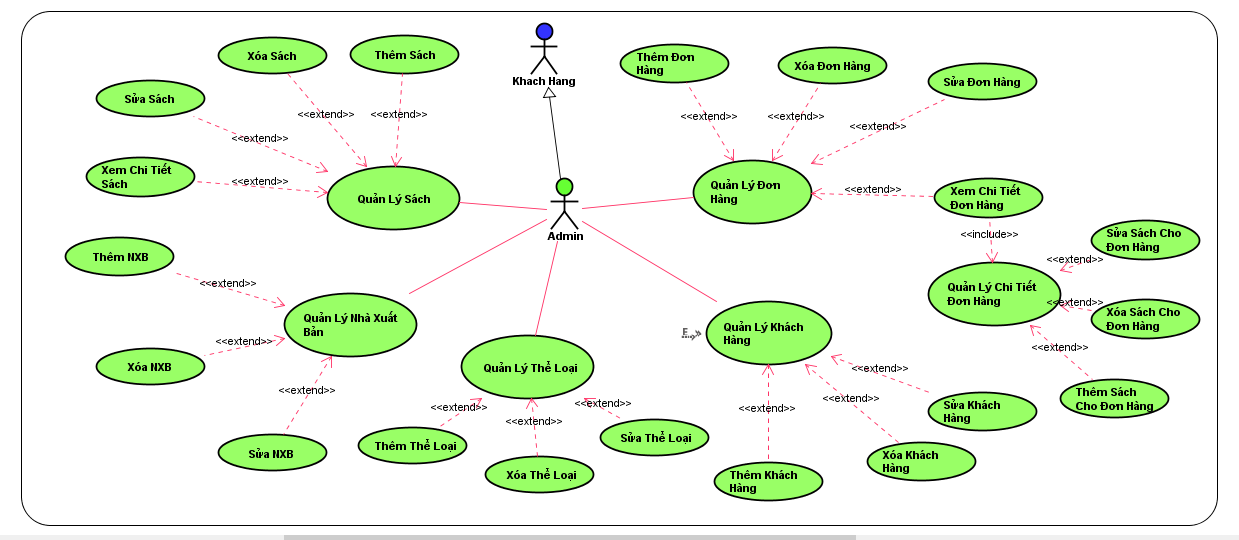 Xóa Sách
Thêm Sách
Khach Hang
Thêm Đơn
Hàng
Xóa Đơn Hàng
Sửa Đơn Hàng
Sửa Sách
<<extend>>
<<extend>>
<<extend>>
<<extend>>
<<extend>>
<<extend>>
Xem Chi Tiết
Sách
<<extend>>
Quản Lý Sách
Admin
Quản Lý Đơn
Hàng
<<extend>>
Xem Chi Tiết
Đơn Hàng
<<include>>
Sửa Sách Cho
Đơn Hàng
<<extend>>
Thêm NXB
<<extend>>
Quản Lý Chi Tiết
Đơn Hàng
<<extend>>
Xóa Sách Cho
Đơn Hàng
Quản Lý Nhà Xuất
Bản
Quản Lý Khách
Hàng
<<extend>>
<<extend>>
Xóa NXB
Quản Lý Thể Loại
<<extend>>
<<extend>>
Thêm Sách
Cho Đơn Hàng
<<extend>>
<<extend>>
<<extend>>
<<extend>>
<<extend>>
Sửa Khách
Hàng
Sửa NXB
Thêm Thể Loại
Sửa Thể Loại
Xóa Thể Loại
Thêm Khách
Hàng
Xóa Khách
Hàng